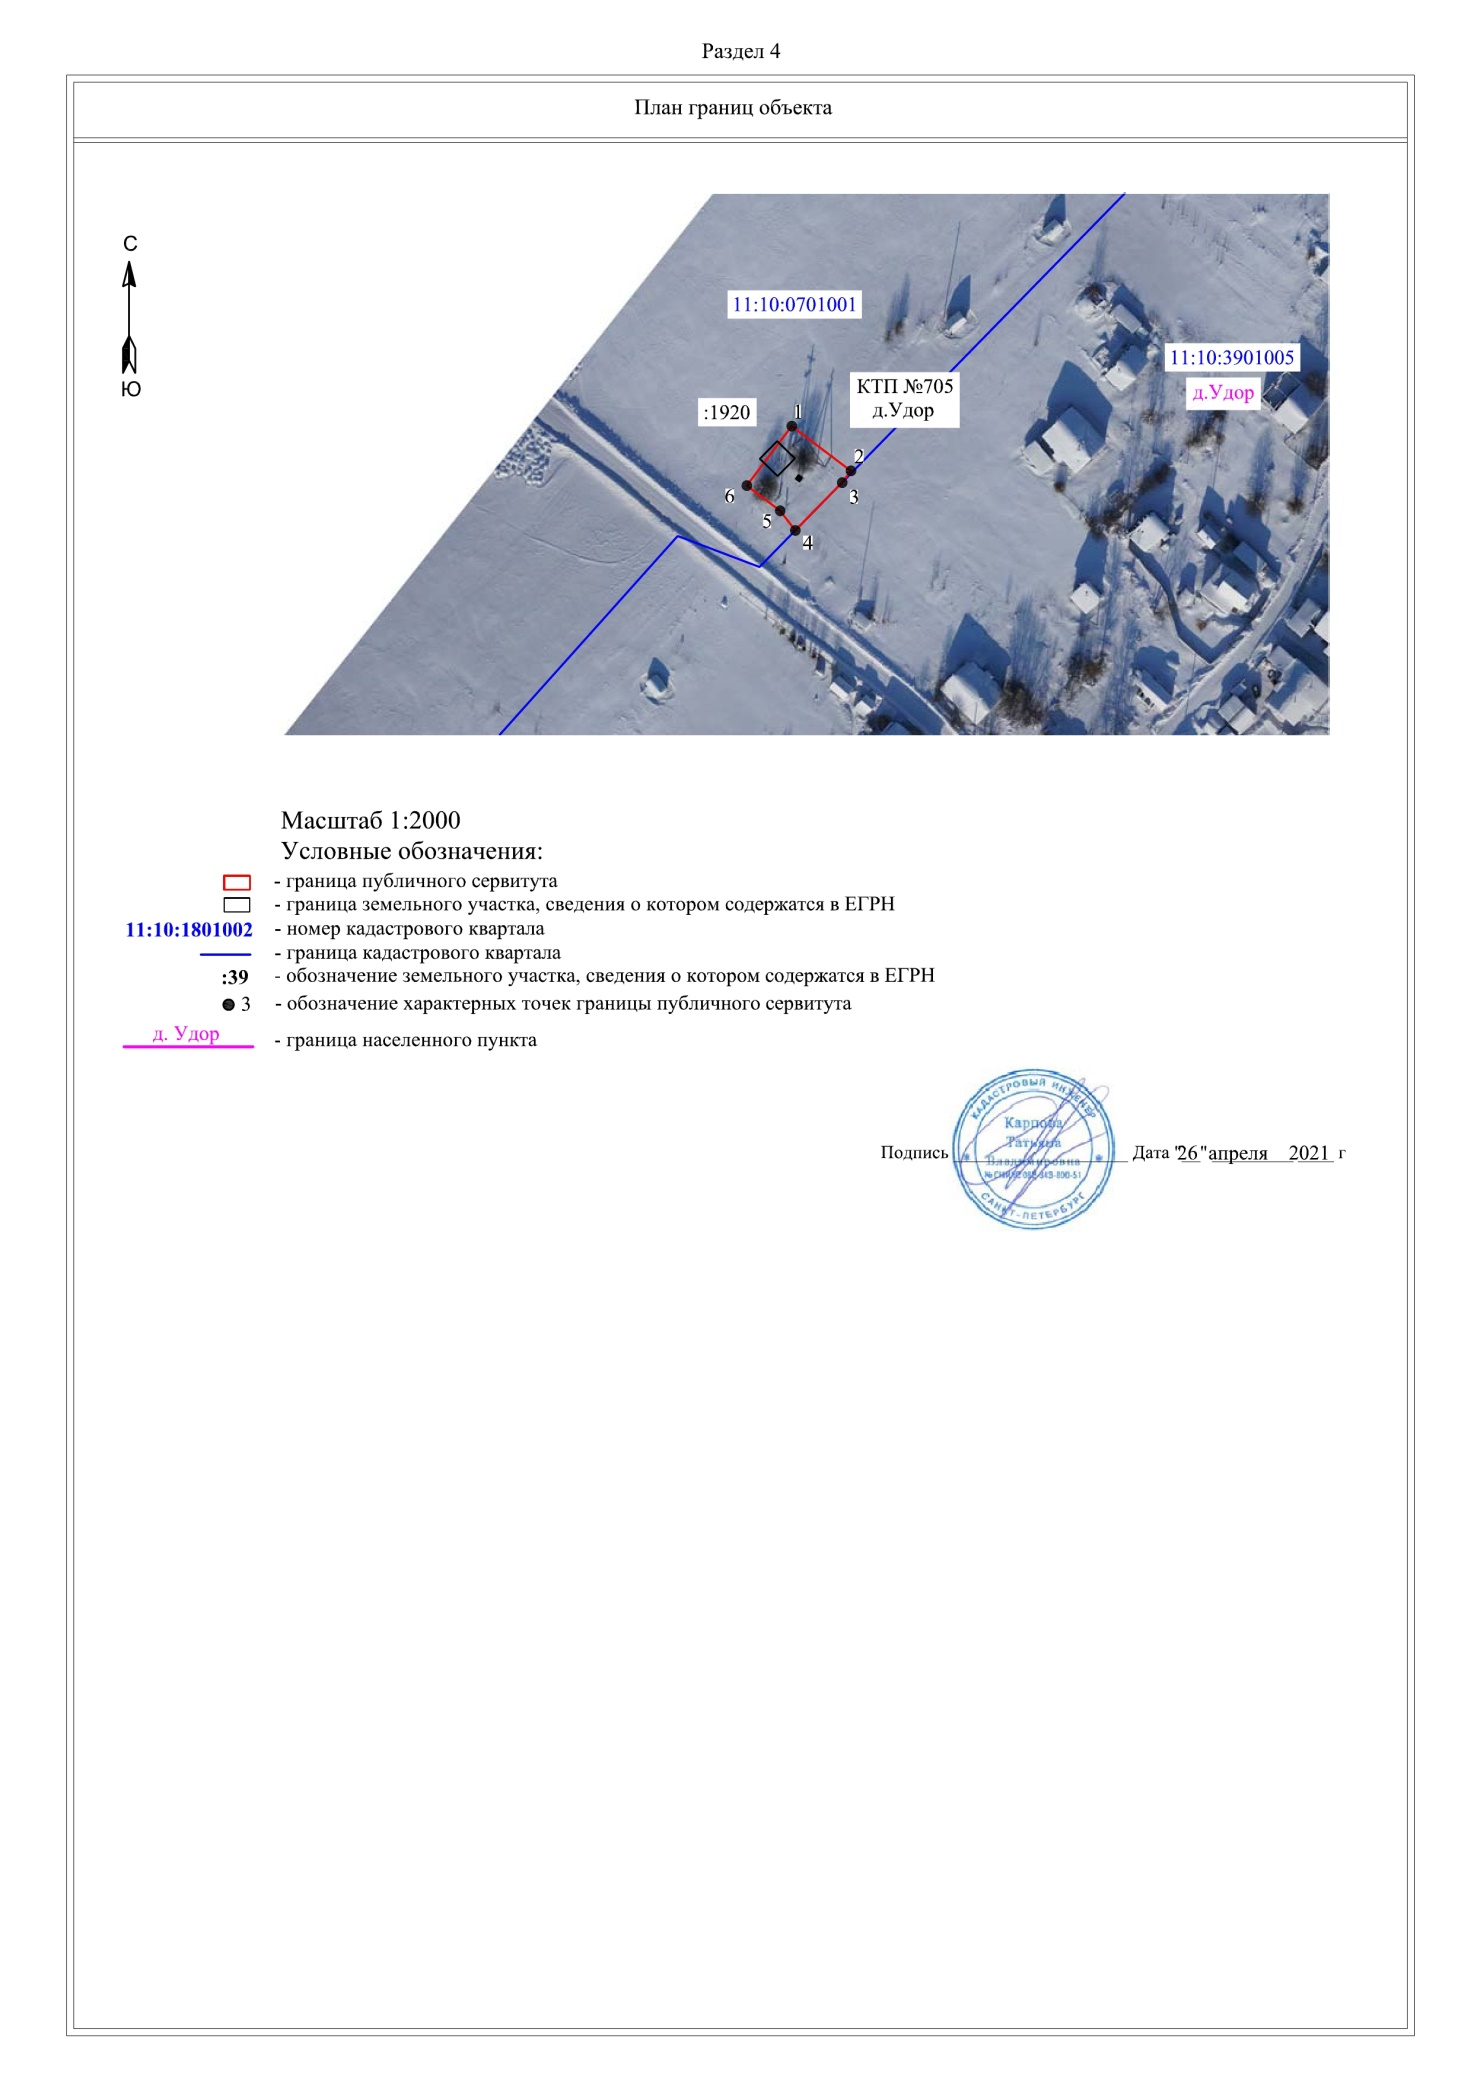 Раздел 4
План границ объекта
С
Ю
11:10:0701001
11:10:3901005
д.Удор
КТП №705
д.Удор
:1920
1
2
3
4
5
6
Масштаб 1:2000
Условные обозначения:
- граница публичного сервитута
- граница земельного участка, сведения о котором содержатся в ЕГРН
11:10:1801002 - номер кадастрового квартала
- граница кадастрового квартала
:39 - обозначение земельного участка, сведения о котором содержатся в ЕГРН
3 - обозначение характерных точек границы публичного сервитута
д. Удор - граница населенного пункта
КАДАСТРОВЫЙ ИНЖЕНЕР
Карпова
Татьяна
Владимировна
САНКТ-ПЕТЕРБУРГ
Подпись Дата "26" апреля 2021 г